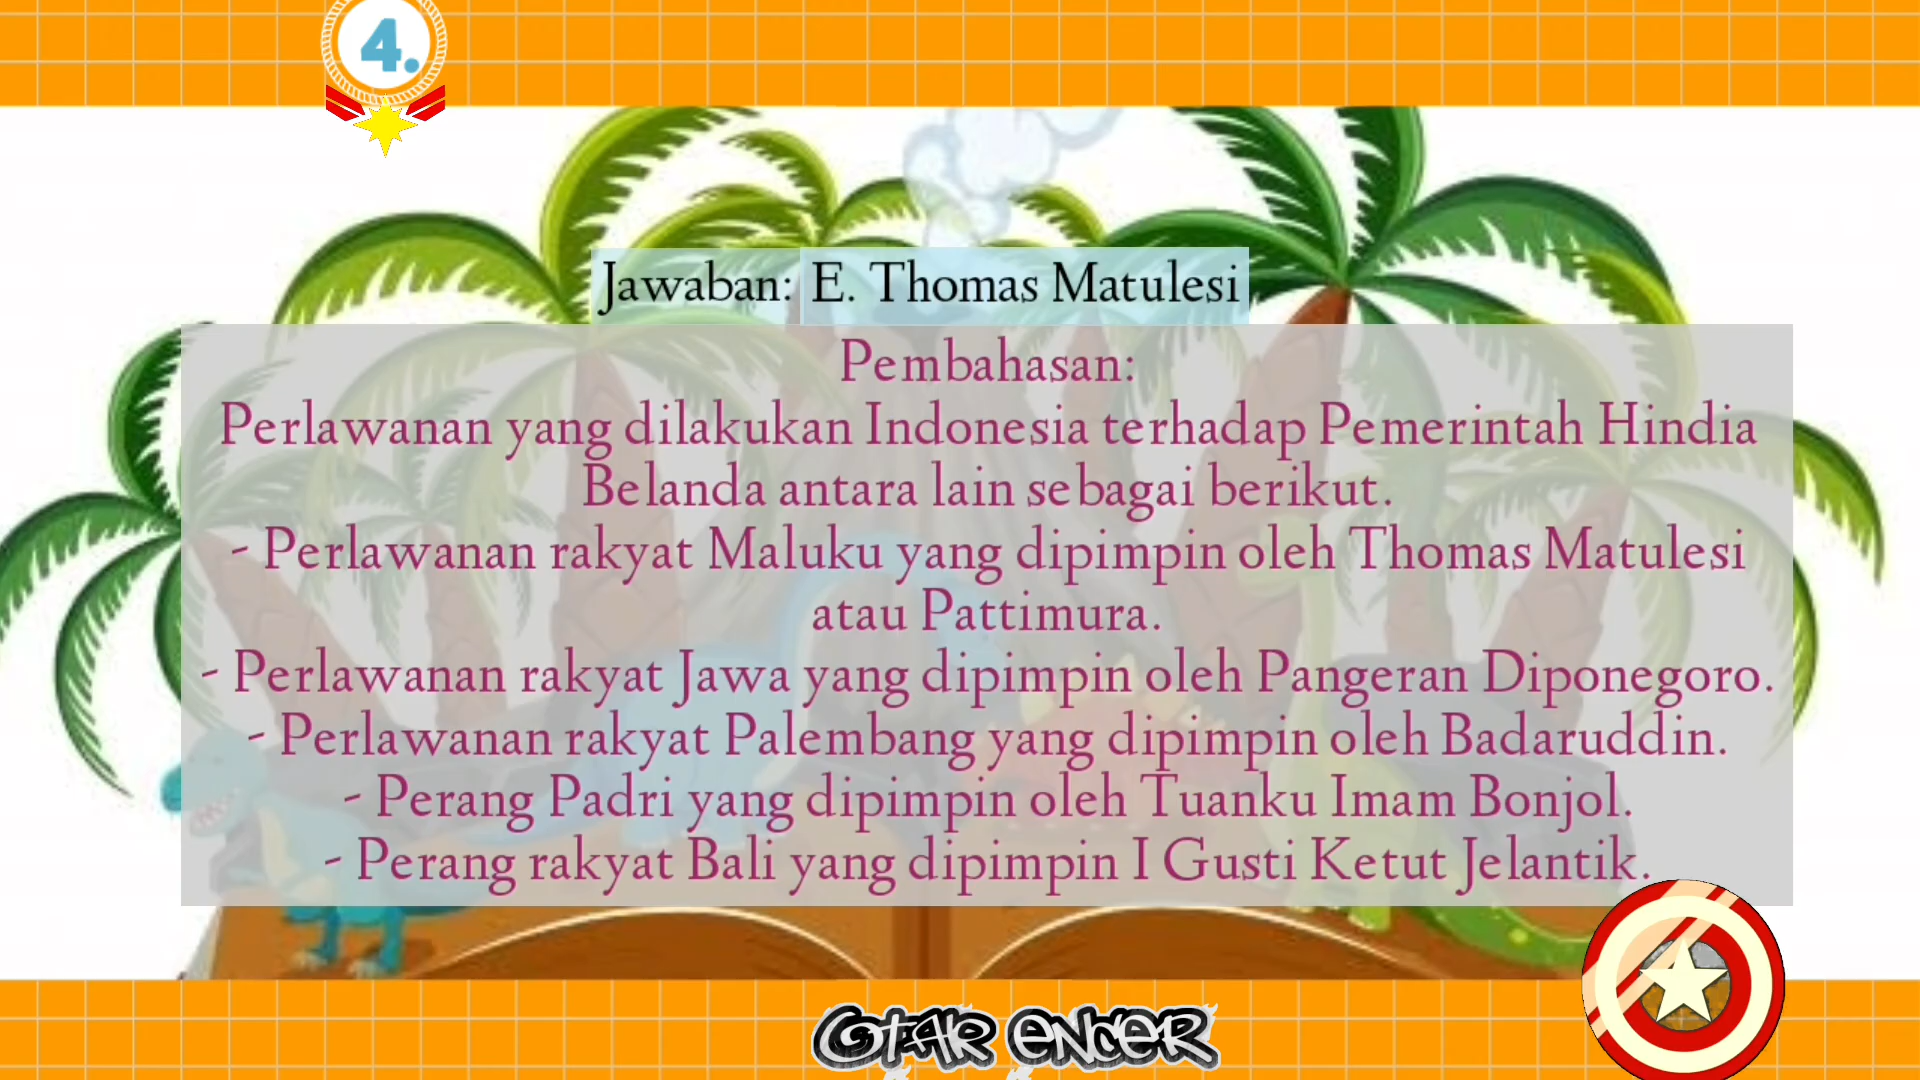 4.
Jawaban: E. Thomas Matulesi
Pembahasan:
Perlawanan yang dilakukan Indonesia terhadap Pemerintah Hindia
Belanda antara lain sebagai berikut.
- Perlawanan rakyat Maluku yang dipimpin oleh Thomas Matulesi
atau Pattimura.
- Perlawanan rakyat Jawa yang dipimpin oleh Pangeran Diponegoro.
- Perlawanan rakyat Palembang yang dipimpin oleh Badaruddin.
- Perang Padri yang dipimpin oleh Tuanku Imam Bonjol.
- Perang rakyat Bali yang dipimpin I Gusti Ketut Jelantik.
OTAK ENCER